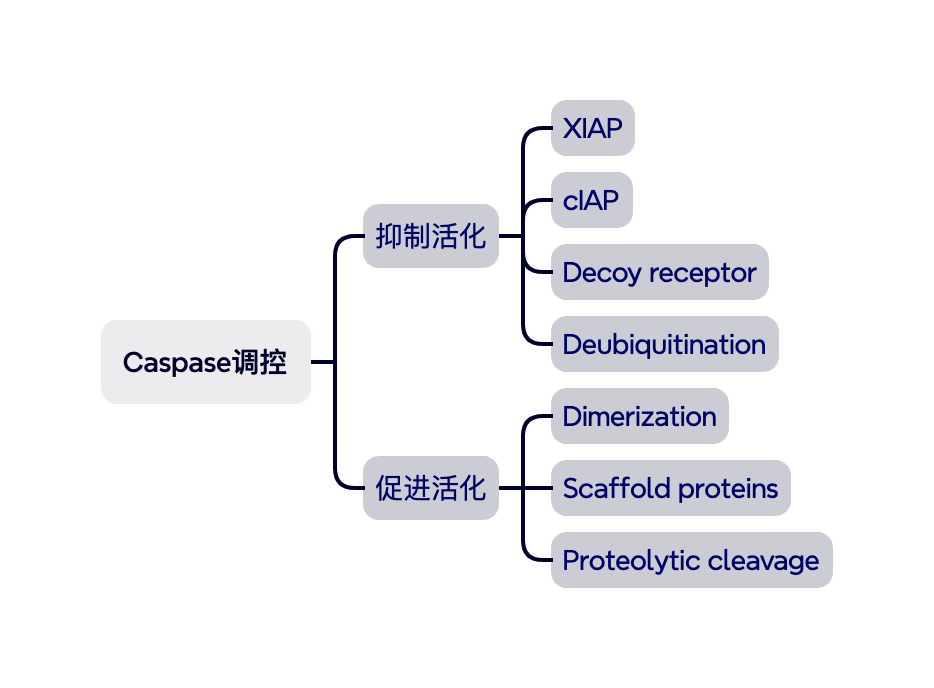 Caspase调控
抑制活化
XIAP
cIAP
Decoy receptor
Deubiquitination
促进活化
Dimerization
Scaffold proteins
Proteolytic cleavage